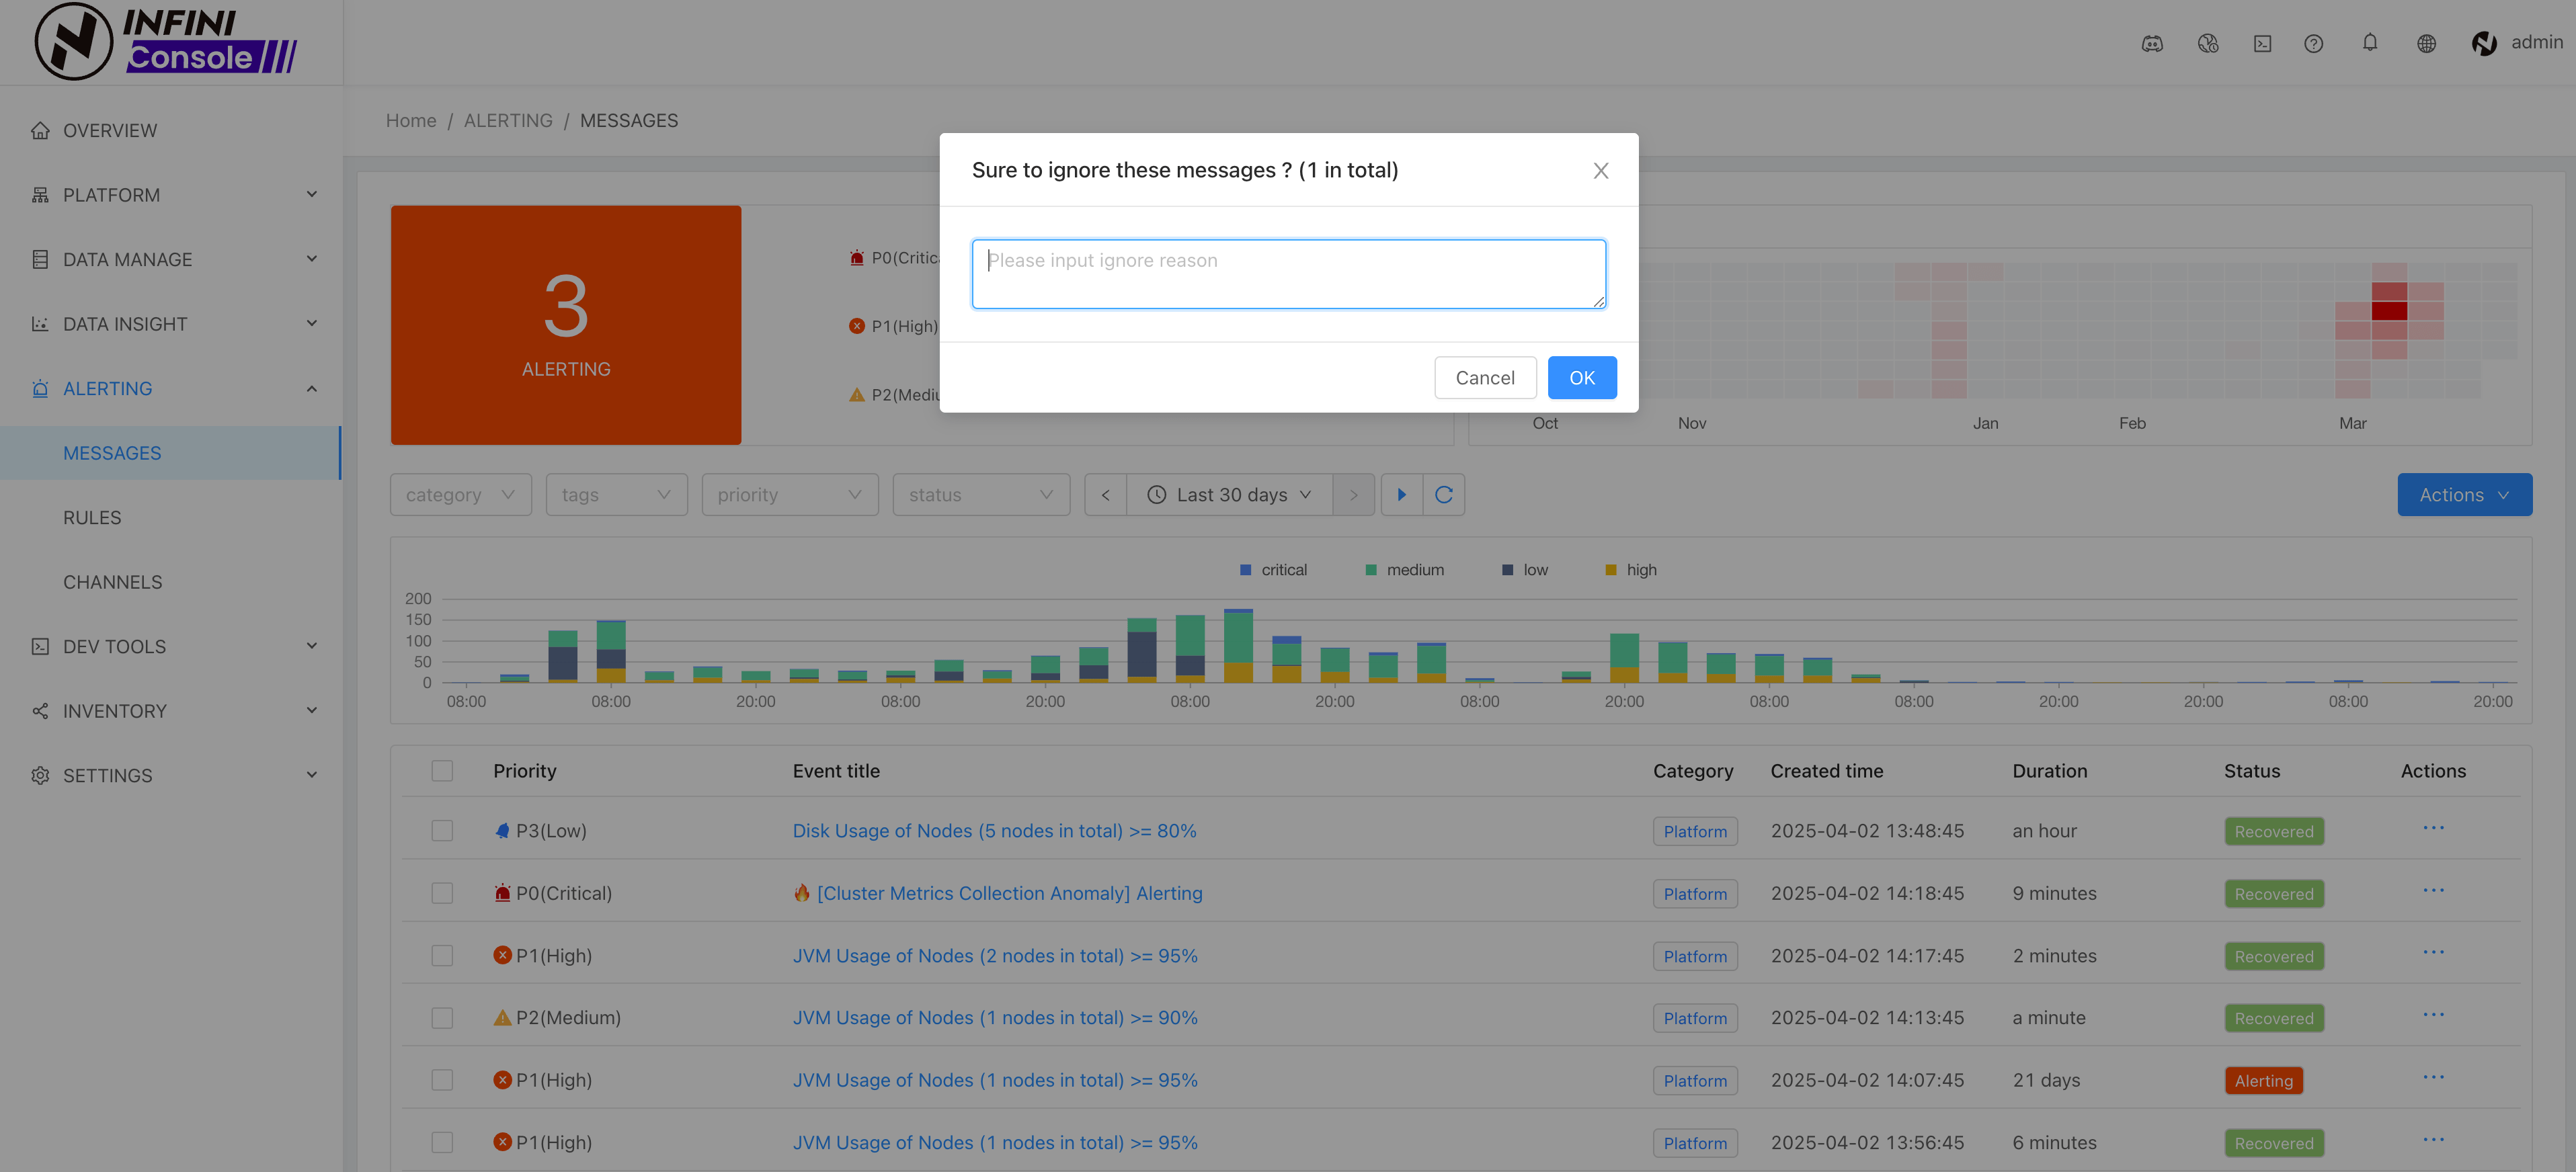 INFINI
Console
admin
OVERVIEW
PLATFORM
DATA MANAGE
DATA INSIGHT
ALERTING
MESSAGES
RULES
CHANNELS
DEV TOOLS
INVENTORY
SETTINGS
Home / ALERTING / MESSAGES
Sure to ignore these messages ? (1 in total)
Please input ignore reason
Cancel OK
3
ALERTING
P0(Critica
P1(High)
P2(Mediu
Oct Nov Jan Feb Mar
category tags priority status < Last 30 days > Actions
critical medium low high
200
150
100
50
0
08:00 08:00 20:00 08:00 20:00 08:00 20:00 08:00 20:00 08:00 08:00 20:00 20:00 08:00 20:00
Priority Event title Category Created time Duration Status Actions
P3(Low) Disk Usage of Nodes (5 nodes in total) >= 80% Platform 2025-04-02 13:48:45 an hour Recovered ···
P0(Critical) 🔥 [Cluster Metrics Collection Anomaly] Alerting Platform 2025-04-02 14:18:45 9 minutes Recovered ···
P1(High) JVM Usage of Nodes (2 nodes in total) >= 95% Platform 2025-04-02 14:17:45 2 minutes Recovered ···
P2(Medium) JVM Usage of Nodes (1 nodes in total) >= 90% Platform 2025-04-02 14:13:45 a minute Recovered ···
P1(High) JVM Usage of Nodes (1 nodes in total) >= 95% Platform 2025-04-02 14:07:45 21 days Alerting ···
P1(High) JVM Usage of Nodes (1 nodes in total) >= 95% Platform 2025-04-02 13:56:45 6 minutes Recovered ···